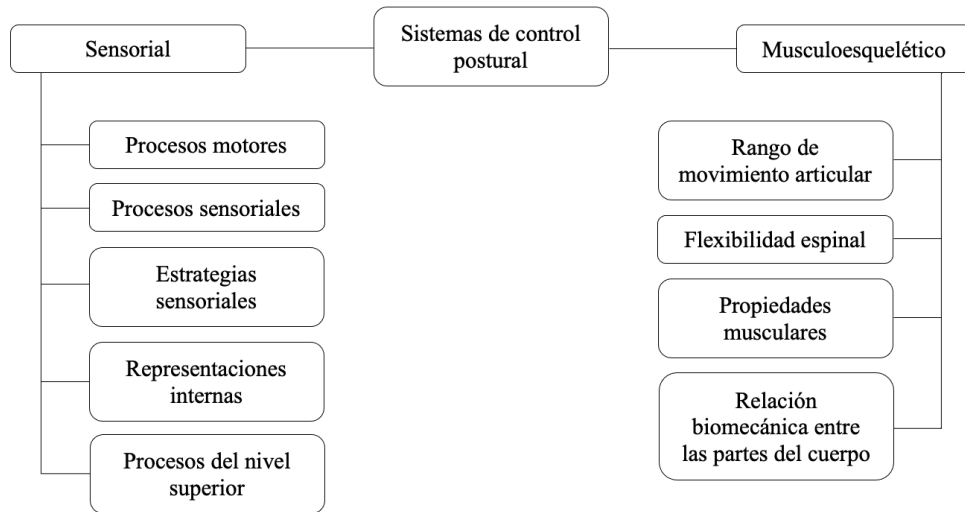 Sistemas de control
postural
Sensorial
Procesos motores
Procesos sensoriales
Estrategias
sensoriales
Representaciones
internas
Procesos del nivel
superior
Musculoesquelético
Rango de
movimiento articular
Flexibilidad espinal
Propiedades
musculares
Relación
biomecánica entre
las partes del cuerpo